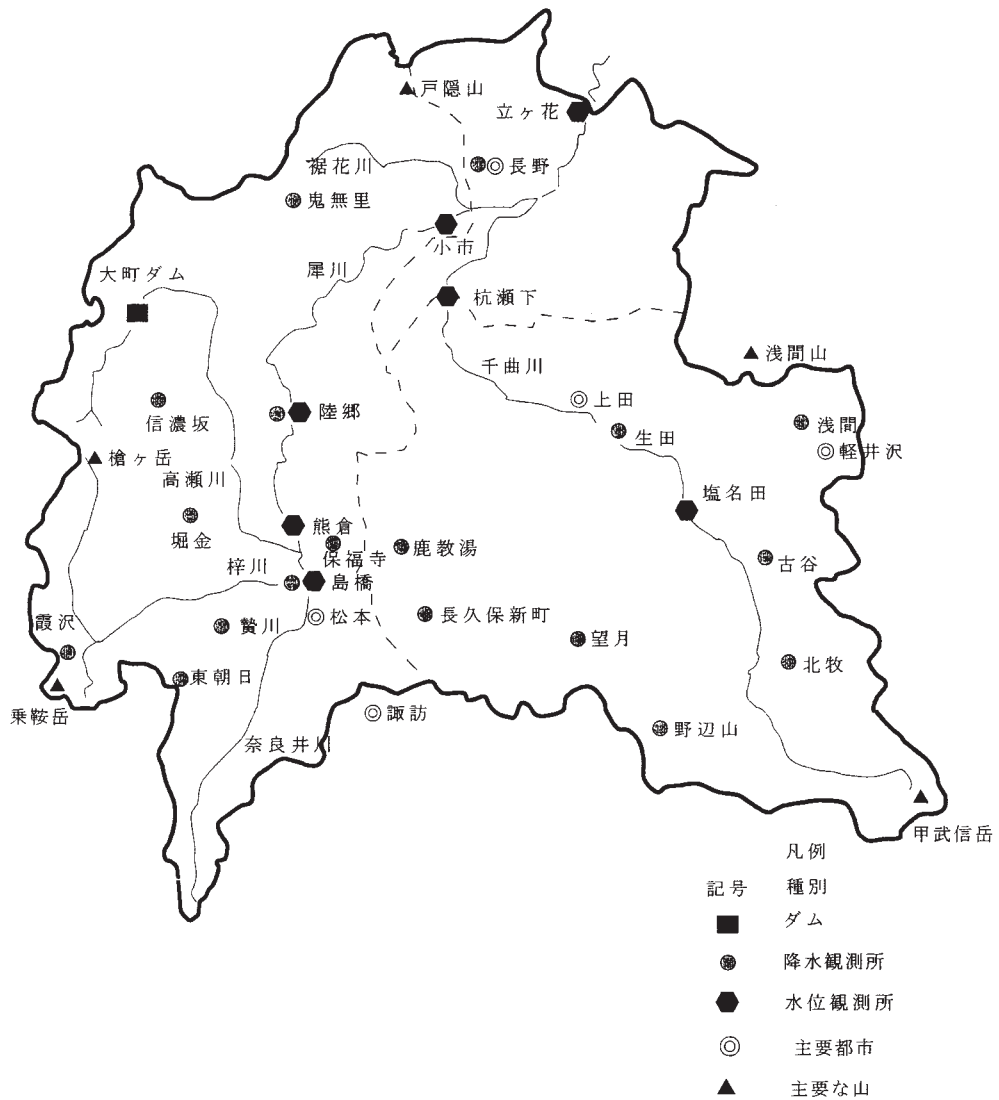 戸隠山
立ヶ花
裾花川
長野
鬼無里
小市
犀川
大町ダム
杭瀬下
浅間山
千曲川
上田
信濃坂
陸郷
浅間
生田
軽井沢
槍ヶ岳
高瀬川
塩名田
堀金
熊倉
保福寺
鹿教湯
古谷
梓川
島橋
霞沢
奈良井川
松本
長久保新町
望月
北牧
東朝日
乗鞍岳
諏訪
野辺山
甲武信岳
凡例
記号 種別
ダム
降水観測所
水位観測所
主要都市
主要な山